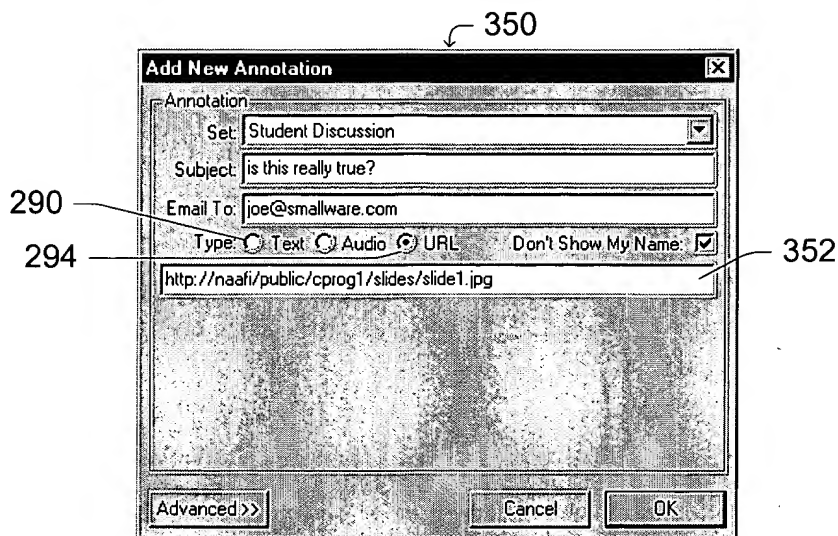 350
Add New Annotation
Annotation
Set: Student Discussion
Subject: is this really true?
290
Email To: joe@smallware.com
294
Type: Text Audio URL Don't Show My Name:
352
http://naafi/public/cprog1/slides/slide1.jpg
Advanced >> Cancel OK